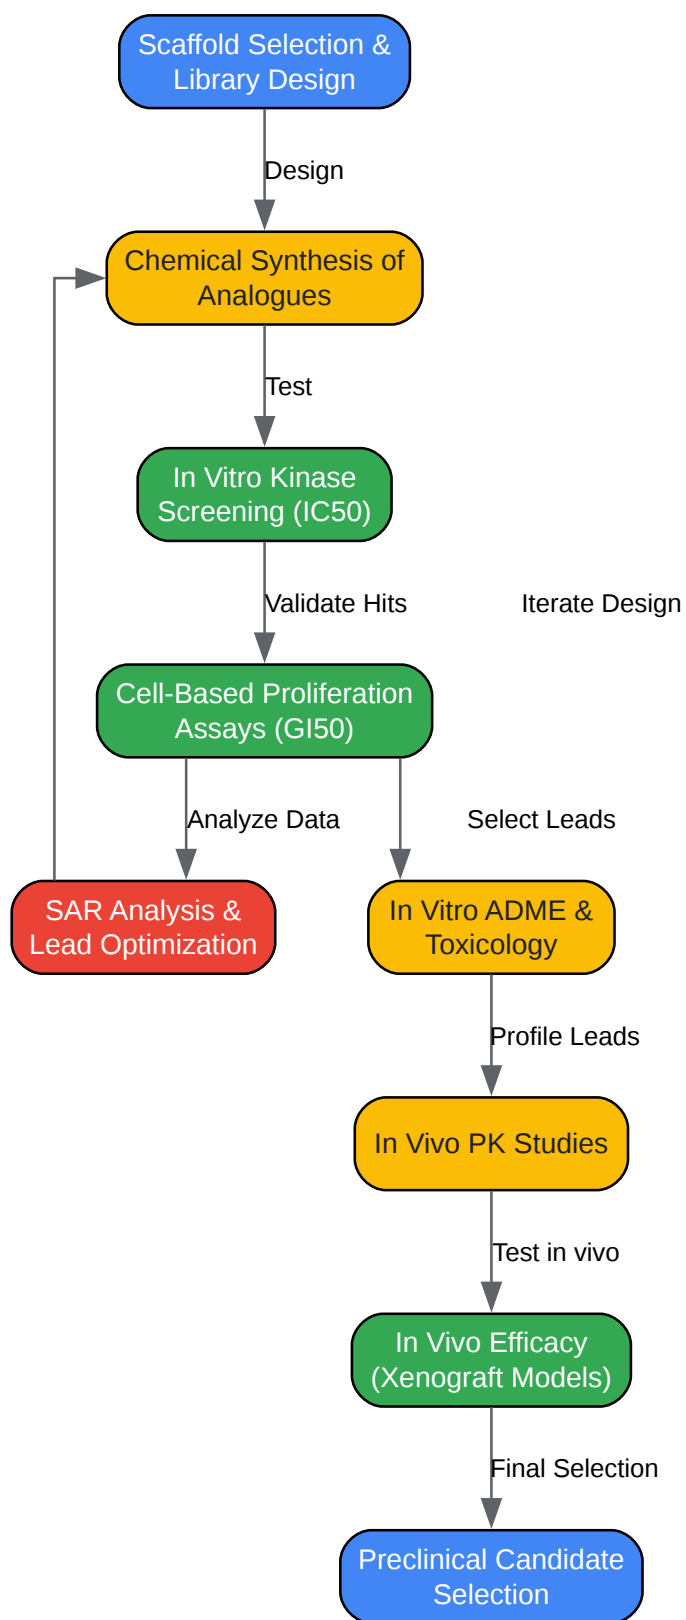 Scaffold Selection &
Library Design
Design
Chemical Synthesis of
Analogues
Test
In Vitro Kinase
Screening (IC50)
Validate Hits
Iterate Design
Cell-Based Proliferation
Assays (GI50)
Analyze Data
Select Leads
SAR Analysis &
Lead Optimization
In Vitro ADME &
Toxicology
Profile Leads
In Vivo PK Studies
Test in vivo
In Vivo Efficacy
(Xenograft Models)
Final Selection
Preclinical Candidate
Selection